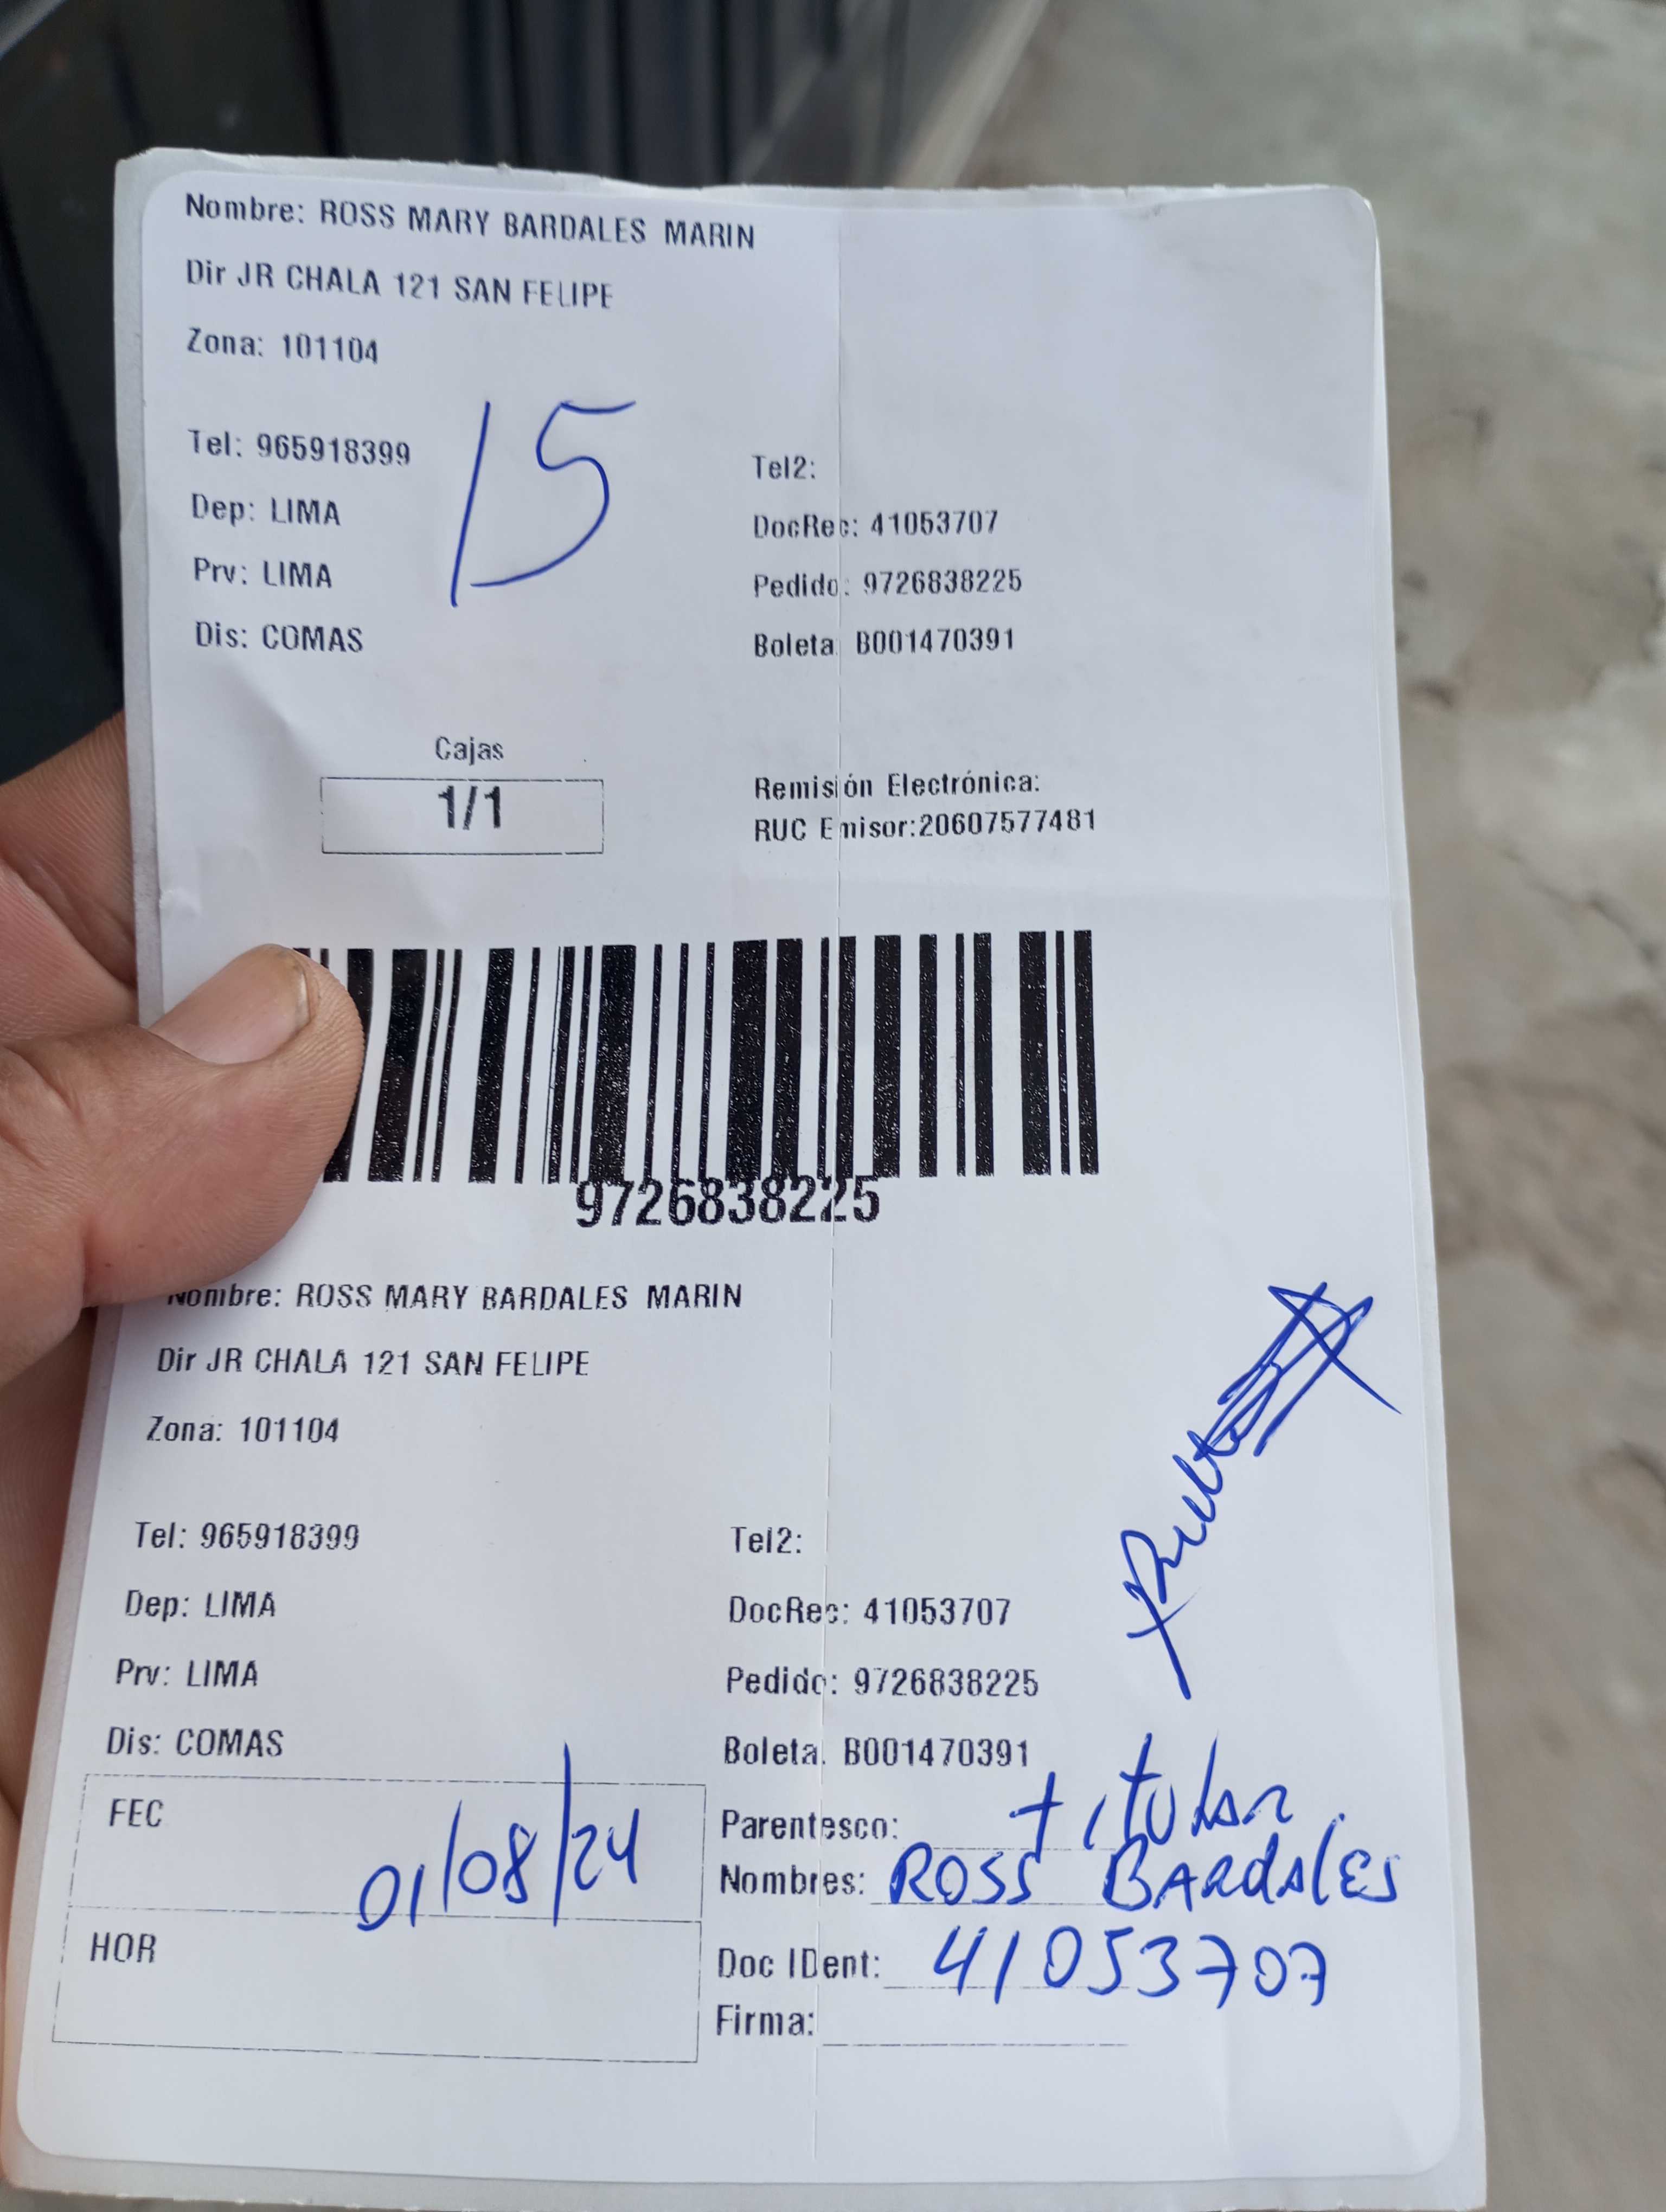 Nombre: ROSS MARY BARDALES MARIN
Dir JR CHALA 121 SAN FELIPE
Zona: 101104
15
Tel: 965918399
Tel2:
Dep: LIMA
DocRec: 41053707
Prv: LIMA
Pedido: 9726838225
Dis: COMAS
Boleta: B001470391
Cajas
1/1
Remisión Electrónica:
RUC Emisor:20607577481
9726838225
Nombre: ROSS MARY BARDALES MARIN
Dir JR CHALA 121 SAN FELIPE
Zona: 101104
Tel: 965918399
Tel2:
Dep: LIMA
DocRec: 41053707
Prv: LIMA
Pedido: 9726838225
Dis: COMAS
Boleta. B001470391
FEC 01/08/24
Parentesco: titular.
Nombres: ROSS BARdAlES
HOR
Doc IDent: 41053707
Firma: